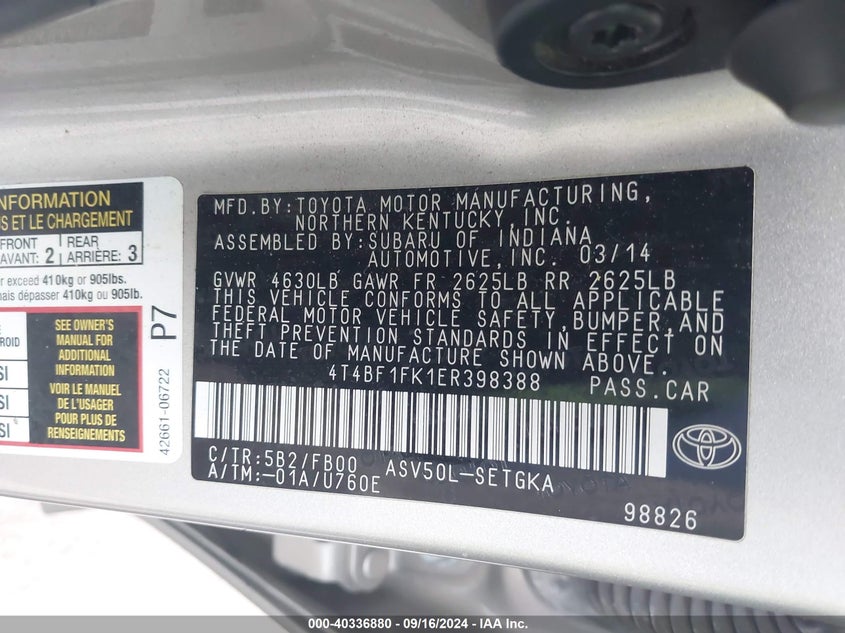 INFORMATION
US ET LE CHARGEMENT
FRONT
AVANT: 2
REAR
ARRIÈRE: 3
exceed 410kg or 905lbs.
mais dépasser 410kg ou 905lb.
SI
SI
SI
SEE OWNER'S
MANUAL FOR
ADDITIONAL
INFORMATION
VOIR LE MANUEL
DE L'USAGER
POUR PLUS DE
RENSEIGNEMENTS
P7
42661-06722
MFD.BY:TOYOTA MOTOR MANUFACTURING,
NORTHERN KENTUCKY,INC.
ASSEMBLED BY:SUBARU OF INDIANA
AUTOMOTIVE,INC. 03/14
GVWR 4630LB GAWR FR 2625LB RR 2625LB
THIS VEHICLE CONFORMS TO ALL APPLICABLE
FEDERAL MOTOR VEHICLE SAFETY,BUMPER,AND
THEFT PREVENTION STANDARDS IN EFFECT ON
THE DATE OF MANUFACTURE SHOWN ABOVE.
4T4BF1FK1ER398388 PASS.CAR
C/TR:5B2/FB00 ASV50L-SETGKA
A/TM:-01A/U760E
98826
000-40336880 - 09/16/2024 - IAA Inc.